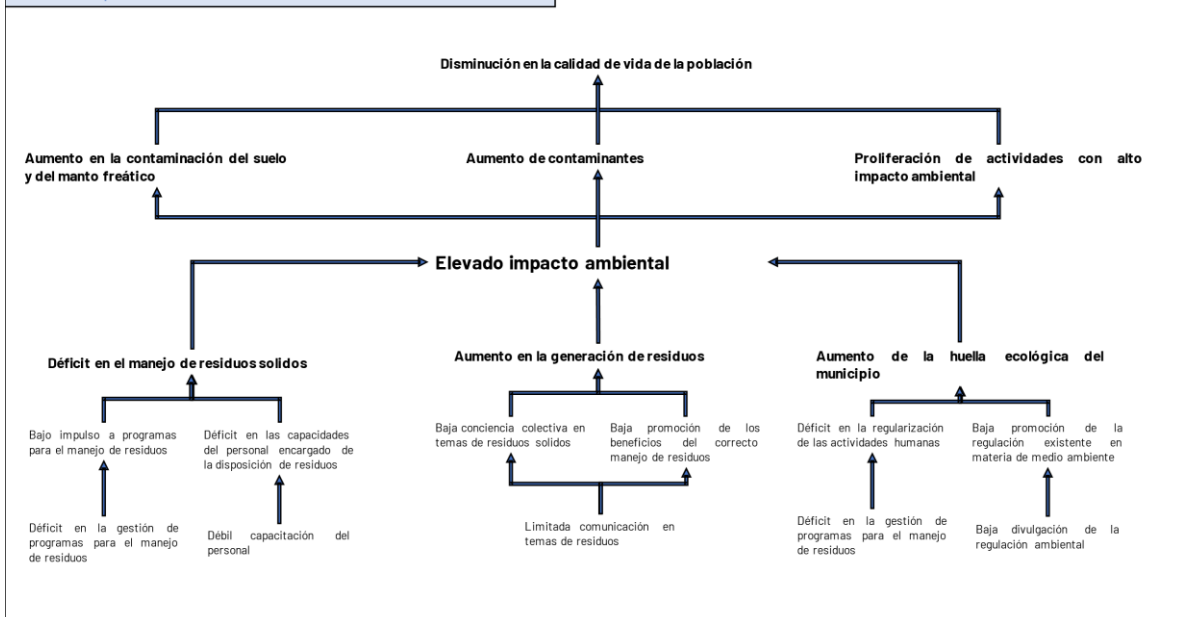 Disminución en la calidad de vida de la población
Aumento en la contaminación del suelo
y del manto freático
Aumento de contaminantes
Proliferación de actividades con alto
impacto ambiental
Elevado impacto ambiental
Déficit en el manejo de residuos solidos
Aumento en la generación de residuos
Aumento de la huella ecológica del
municipio
Bajo impulso a programas
para el manejo de residuos
Déficit en las capacidades
del personal encargado de
la disposición de residuos
Baja conciencia colectiva en
temas de residuos solidos
Baja promoción de los
beneficios del correcto
manejo de residuos
Déficit en la regularización
de las actividades humanas
Baja promoción de la
regulación existente en
materia de medio ambiente
Déficit en la gestión de
programas para el manejo
de residuos
Débil capacitación del
personal
Limitada comunicación en
temas de residuos
Déficit en la gestión de
programas para el manejo
de residuos
Baja divulgación de la
regulación ambiental